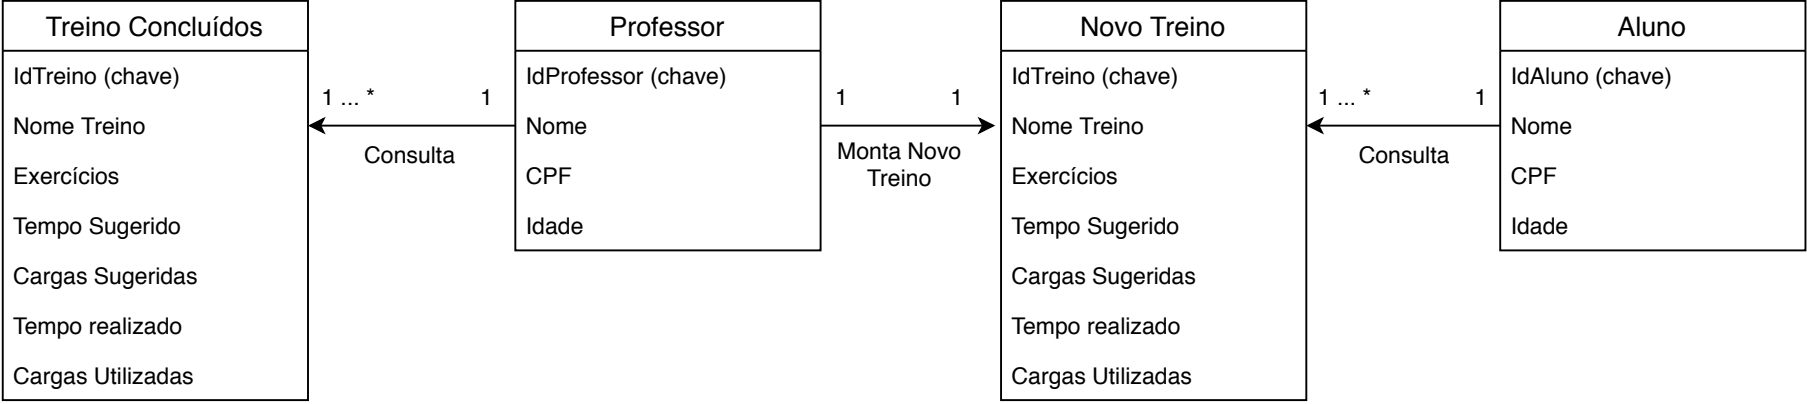 Treino Concluídos
IdTreino (chave)
Nome Treino
Exercícios
Tempo Sugerido
Cargas Sugeridas
Tempo realizado
Cargas Utilizadas
1 ... *
1
Consulta
Professor
IdProfessor (chave)
Nome
CPF
Idade
1
1
Monta Novo
Treino
Novo Treino
IdTreino (chave)
Nome Treino
Exercícios
Tempo Sugerido
Cargas Sugeridas
Tempo realizado
Cargas Utilizadas
1 ... *
1
Consulta
Aluno
IdAluno (chave)
Nome
CPF
Idade